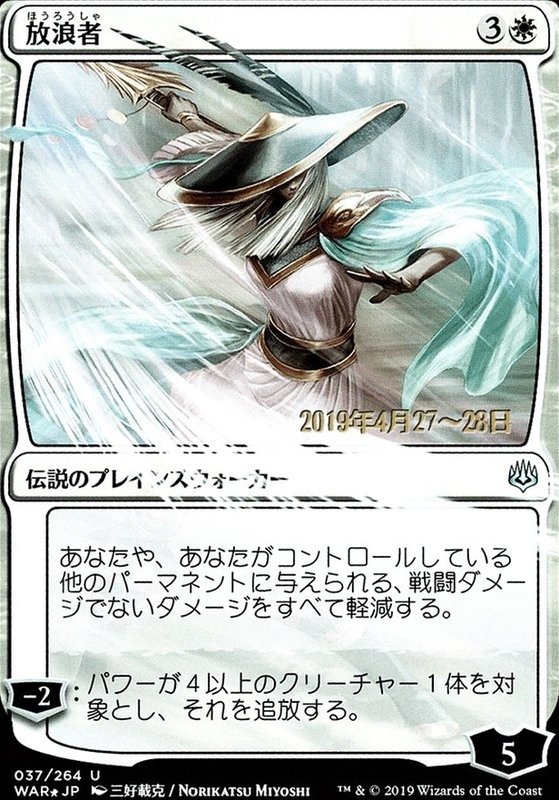 ほうろうしゃ
放浪者
3
2019年4月27～28日
伝説のプレインズウォーカー
あなたや、あなたがコントロールしている
他のパーマネントに与えられる、戦闘ダメー
ジでないダメージをすべて軽減する。
-2：パワーが４以上のクリーチャー１体を対
象とし、それを追放する。
5
037/264 U
WAR★JP 三好載克 / NORIKATSU MIYOSHI
™ & © 2019 Wizards of the Coast